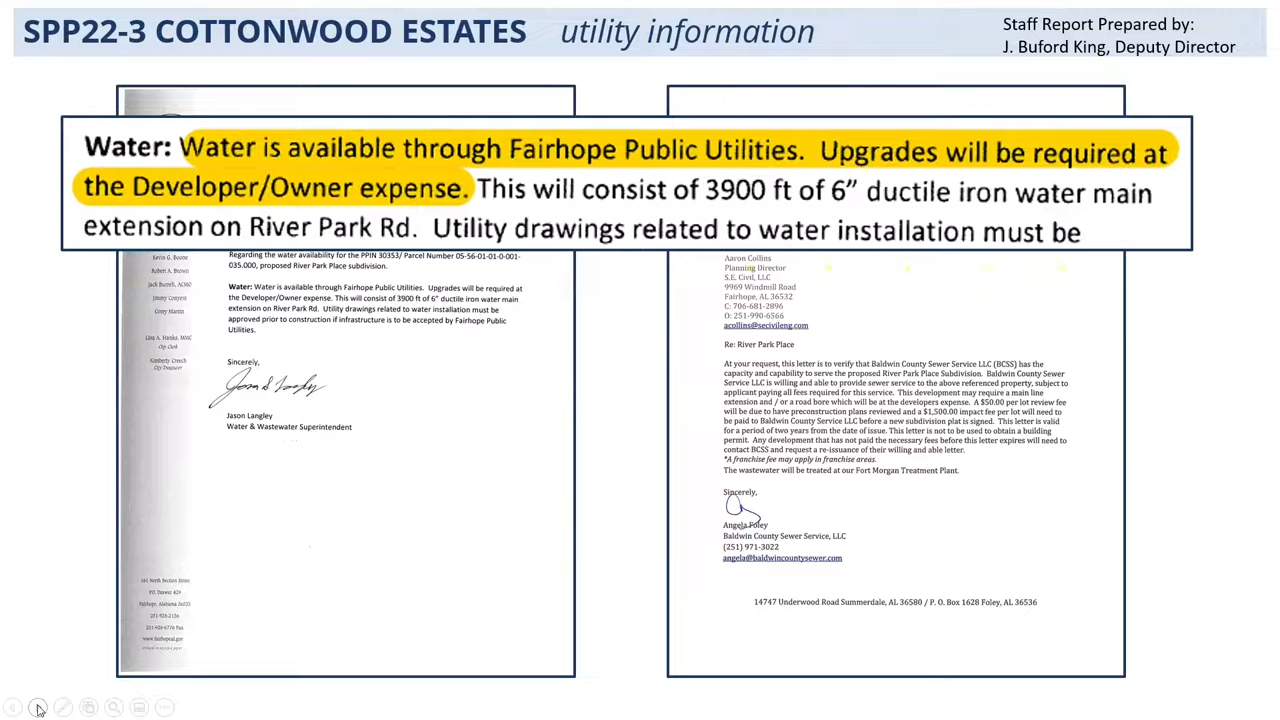 SPP22-3 COTTONWOOD ESTATES utility information
Staff Report Prepared by:
J. Buford King, Deputy Director
Water: Water is available through Fairhope Public Utilities. Upgrades will be required at
the Developer/Owner expense. This will consist of 3900 ft of 6” ductile iron water main
extension on River Park Rd. Utility drawings related to water installation must be
Kevin G. Boone
Robert A. Brown
Jack Burrell, ACMO
Jimmy Conyers
Corey Martin
Lisa A. Hanks, MMC
City Clerk
Kimberly Creech
City Treasurer
161 North Section Street
P.O. Drawer 429
Fairhope, Alabama 36533
251-928-2136
251-928-6776 Fax
www.fairhopeal.gov
Regarding the water availability for the PPIN 30353/ Parcel Number 05-56-01-01-0-001-
035.000, proposed River Park Place subdivision.
Water: Water is available through Fairhope Public Utilities. Upgrades will be required at
the Developer/Owner expense. This will consist of 3900 ft of 6” ductile iron water main
extension on River Park Rd. Utility drawings related to water installation must be
approved prior to construction if infrastructure is to be accepted by Fairhope Public
Utilities.
Sincerely,
Jason Langley
Water & Wastewater Superintendent
Aaron Collins
Planning Director
S.E. Civil, LLC
9969 Windmill Road
Fairhope, AL 36532
C: 706-681-2896
O: 251-990-6566
acollins@secivileng.com
Re: River Park Place
At your request, this letter is to verify that Baldwin County Sewer Service LLC (BCSS) has the
capacity and capability to serve the proposed River Park Place Subdivision. Baldwin County Sewer
Service LLC is willing and able to provide sewer service to the above referenced property, subject to
applicant paying all fees required for this service. This development may require a main line
extension and / or a road bore which will be at the developers expense. A $50.00 per lot review fee
will be due to have preconstruction plans reviewed and a $1,500.00 impact fee per lot will need to
be paid to Baldwin County Sewer Service LLC before a new subdivision plat is signed. This letter is valid
for a period of two years from the date of issue. This letter is not to be used to obtain a building
permit. Any development that has not paid the necessary fees before this letter expires will need to
contact BCSS and request a re-issuance of their willing and able letter.
*A franchise fee may apply in franchise areas.
The wastewater will be treated at our Fort Morgan Treatment Plant.
Sincerely,
Angela Foley
Baldwin County Sewer Service, LLC
(251) 971-3022
angela@baldwincountysewer.com
14747 Underwood Road Summerdale, AL 36580 / P. O. Box 1628 Foley, AL 36536